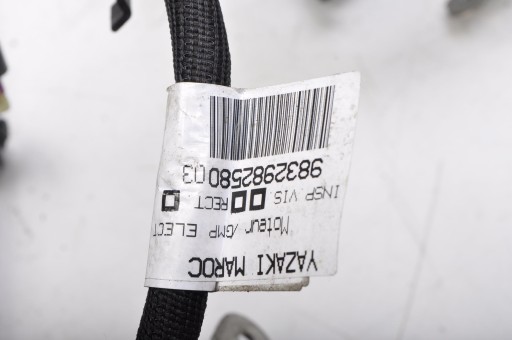 YAZAKI MAROC
Moteur /GMP ELECT
INSP VIS RECT
9832982580 03